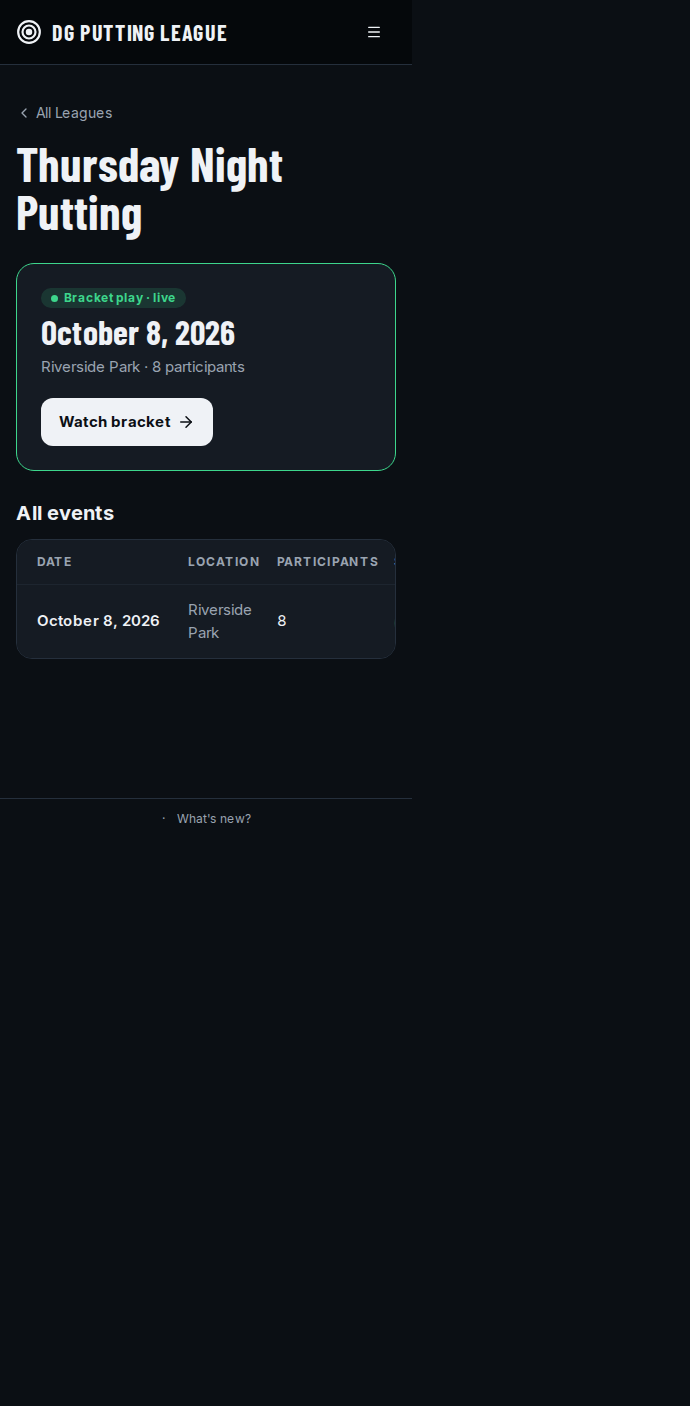 DG PUTTING LEAGUE
All Leagues
Thursday Night
Putting
Bracket play · live
October 8, 2026
Riverside Park · 8 participants
Watch bracket
All events
DATE LOCATION PARTICIPANTS
October 8, 2026 Riverside Park 8
· What's new?